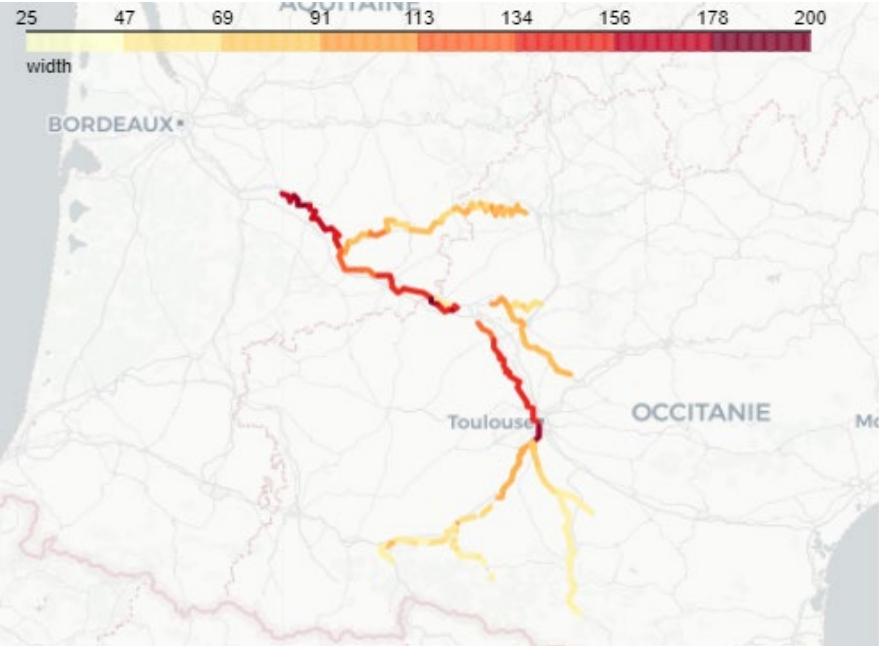 AQUITAINE
25 47 69 91 113 134 156 178 200
width
BORDEAUX
OCCITANIE
Toulouse
Mo